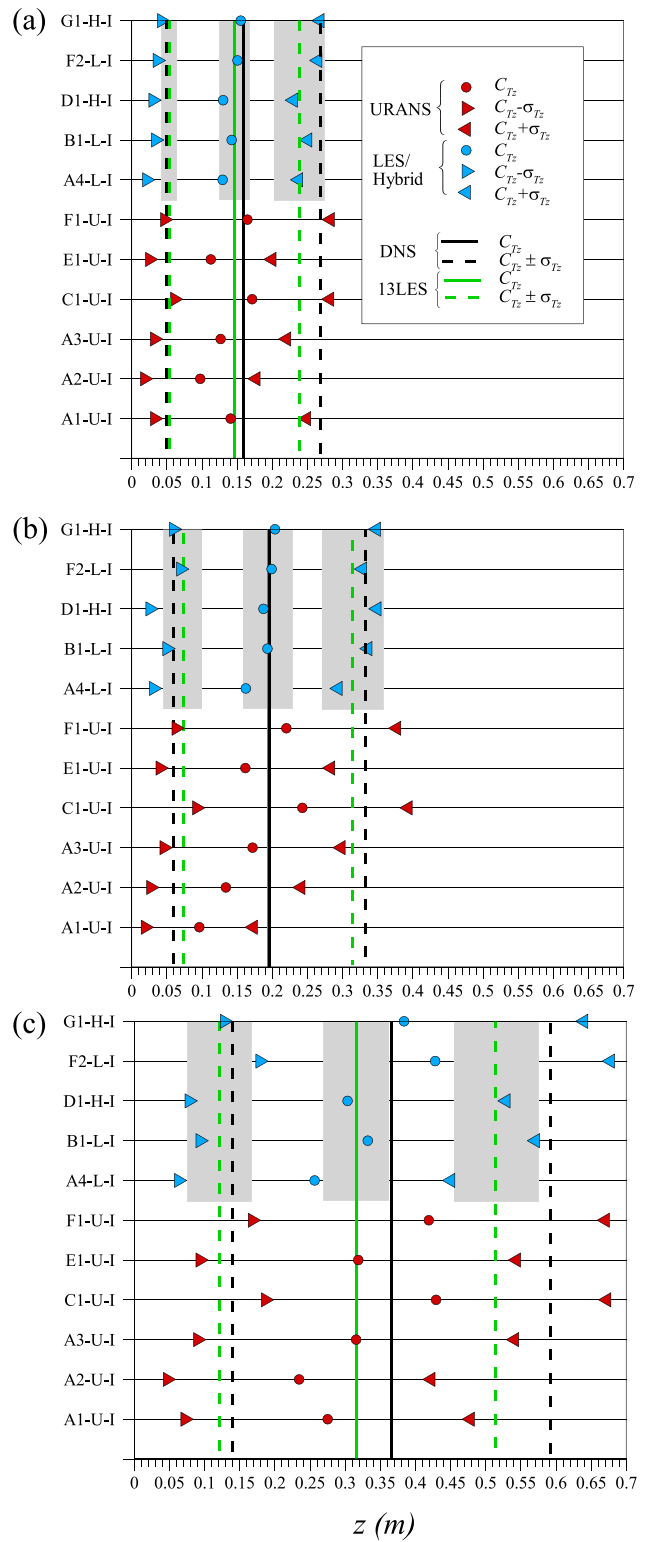 (a)
G1-H-I
F2-L-I
D1-H-I
B1-L-I
A4-L-I
F1-U-I
E1-U-I
C1-U-I
A3-U-I
A2-U-I
A1-U-I
0 0.05 0.1 0.15 0.2 0.25 0.3 0.35 0.4 0.45 0.5 0.55 0.6 0.65 0.7
URANS
C_Tz
C_Tz-σ_Tz
C_Tz+σ_Tz
LES/
Hybrid
C_Tz
C_Tz-σ_Tz
C_Tz+σ_Tz
DNS
C_Tz
C_Tz ± σ_Tz
13LES
C_Tz
C_Tz ± σ_Tz
(b)
G1-H-I
F2-L-I
D1-H-I
B1-L-I
A4-L-I
F1-U-I
E1-U-I
C1-U-I
A3-U-I
A2-U-I
A1-U-I
0 0.05 0.1 0.15 0.2 0.25 0.3 0.35 0.4 0.45 0.5 0.55 0.6 0.65 0.7
(c)
G1-H-I
F2-L-I
D1-H-I
B1-L-I
A4-L-I
F1-U-I
E1-U-I
C1-U-I
A3-U-I
A2-U-I
A1-U-I
0 0.05 0.1 0.15 0.2 0.25 0.3 0.35 0.4 0.45 0.5 0.55 0.6 0.65 0.7
z (m)